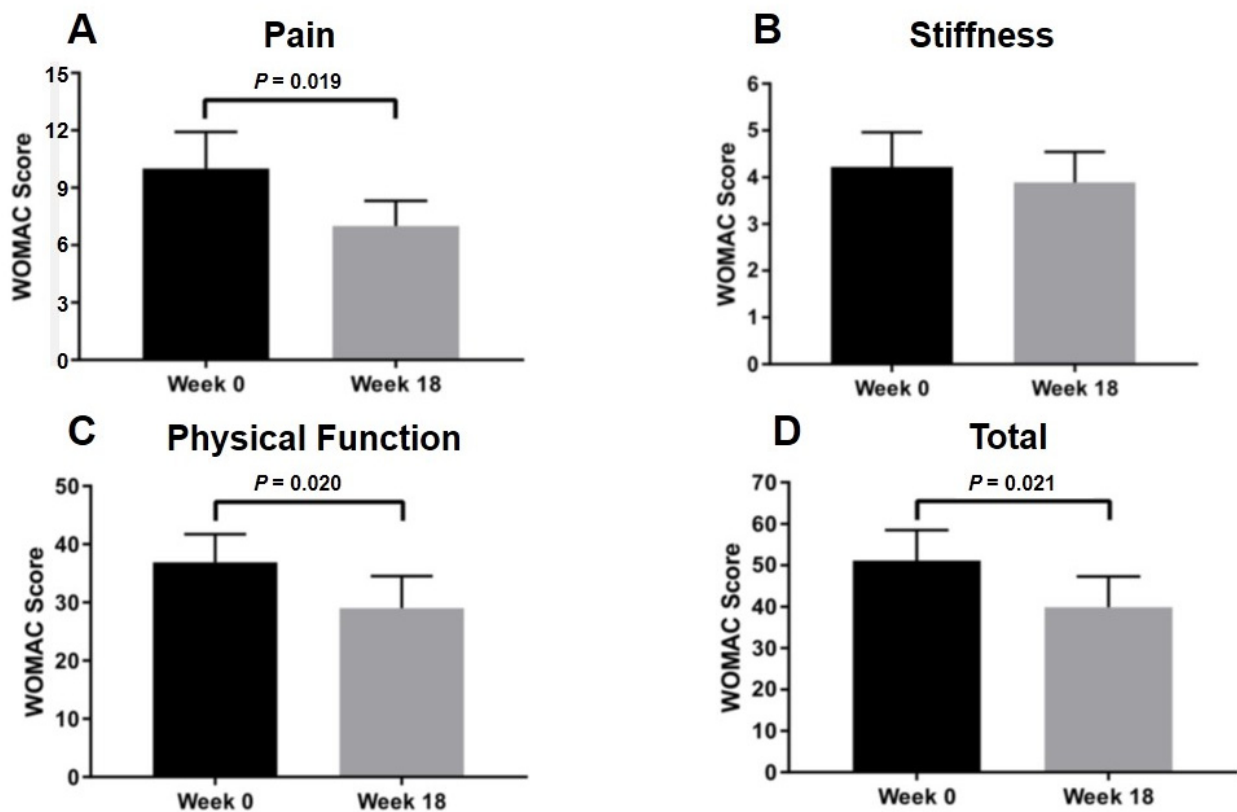 A
Pain
P = 0.019
WOMAC Score
15
12
9
6
3
0
Week 0
Week 18
B
Stiffness
WOMAC Score
6
5
4
3
2
1
0
Week 0
Week 18
C
Physical Function
P = 0.020
WOMAC Score
50
40
30
20
10
0
Week 0
Week 18
D
Total
P = 0.021
WOMAC Score
70
60
50
40
30
20
10
0
Week 0
Week 18